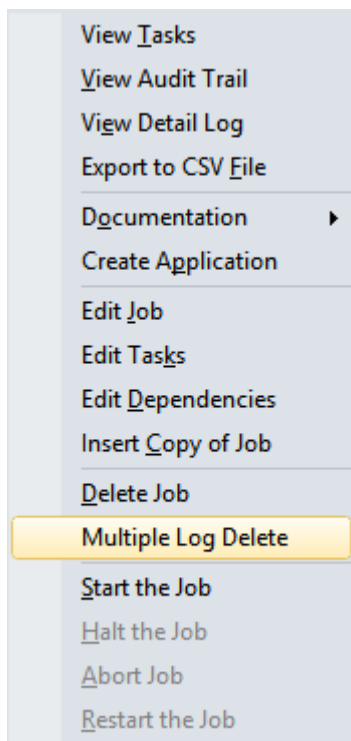 View Tasks
View Audit Trail
View Detail Log
Export to CSV File
Documentation
Create Application
Edit Job
Edit Tasks
Edit Dependencies
Insert Copy of Job
Delete Job
Multiple Log Delete
Start the Job
Halt the Job
Abort Job
Restart the Job